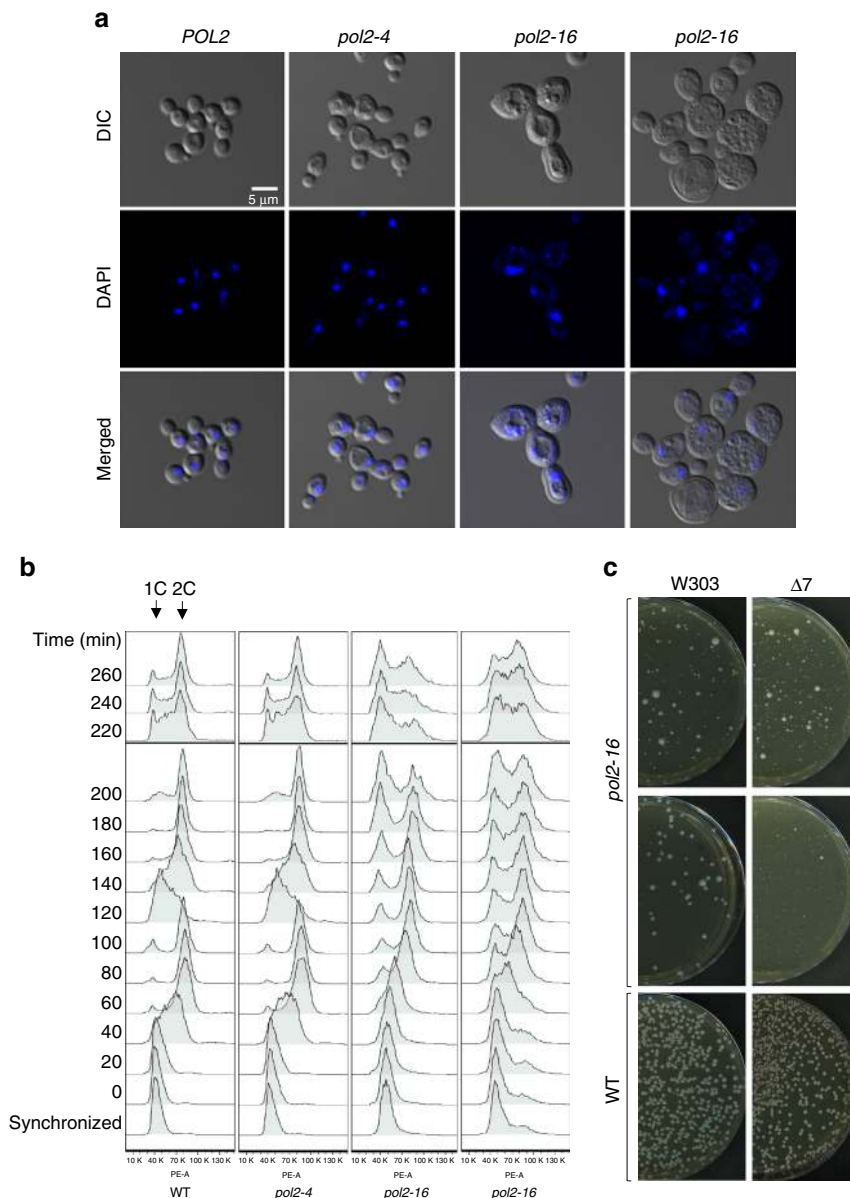 a
POL2 pol2-4 pol2-16 pol2-16
DIC
5 μm
DAPI
Merged
b
1C 2C
Time (min)
260
240
220
200
180
160
140
120
100
80
60
40
20
0
Synchronized
10 K 40 K 70 K 100 K 130 K 10 K 40 K 70 K 100 K 130 K 10 K 40 K 70 K 100 K 130 K 10 K 40 K 70 K 100 K 130 K
PE-A PE-A PE-A PE-A
WT pol2-4 pol2-16 pol2-16
c
W303 Δ7
pol2-16
WT